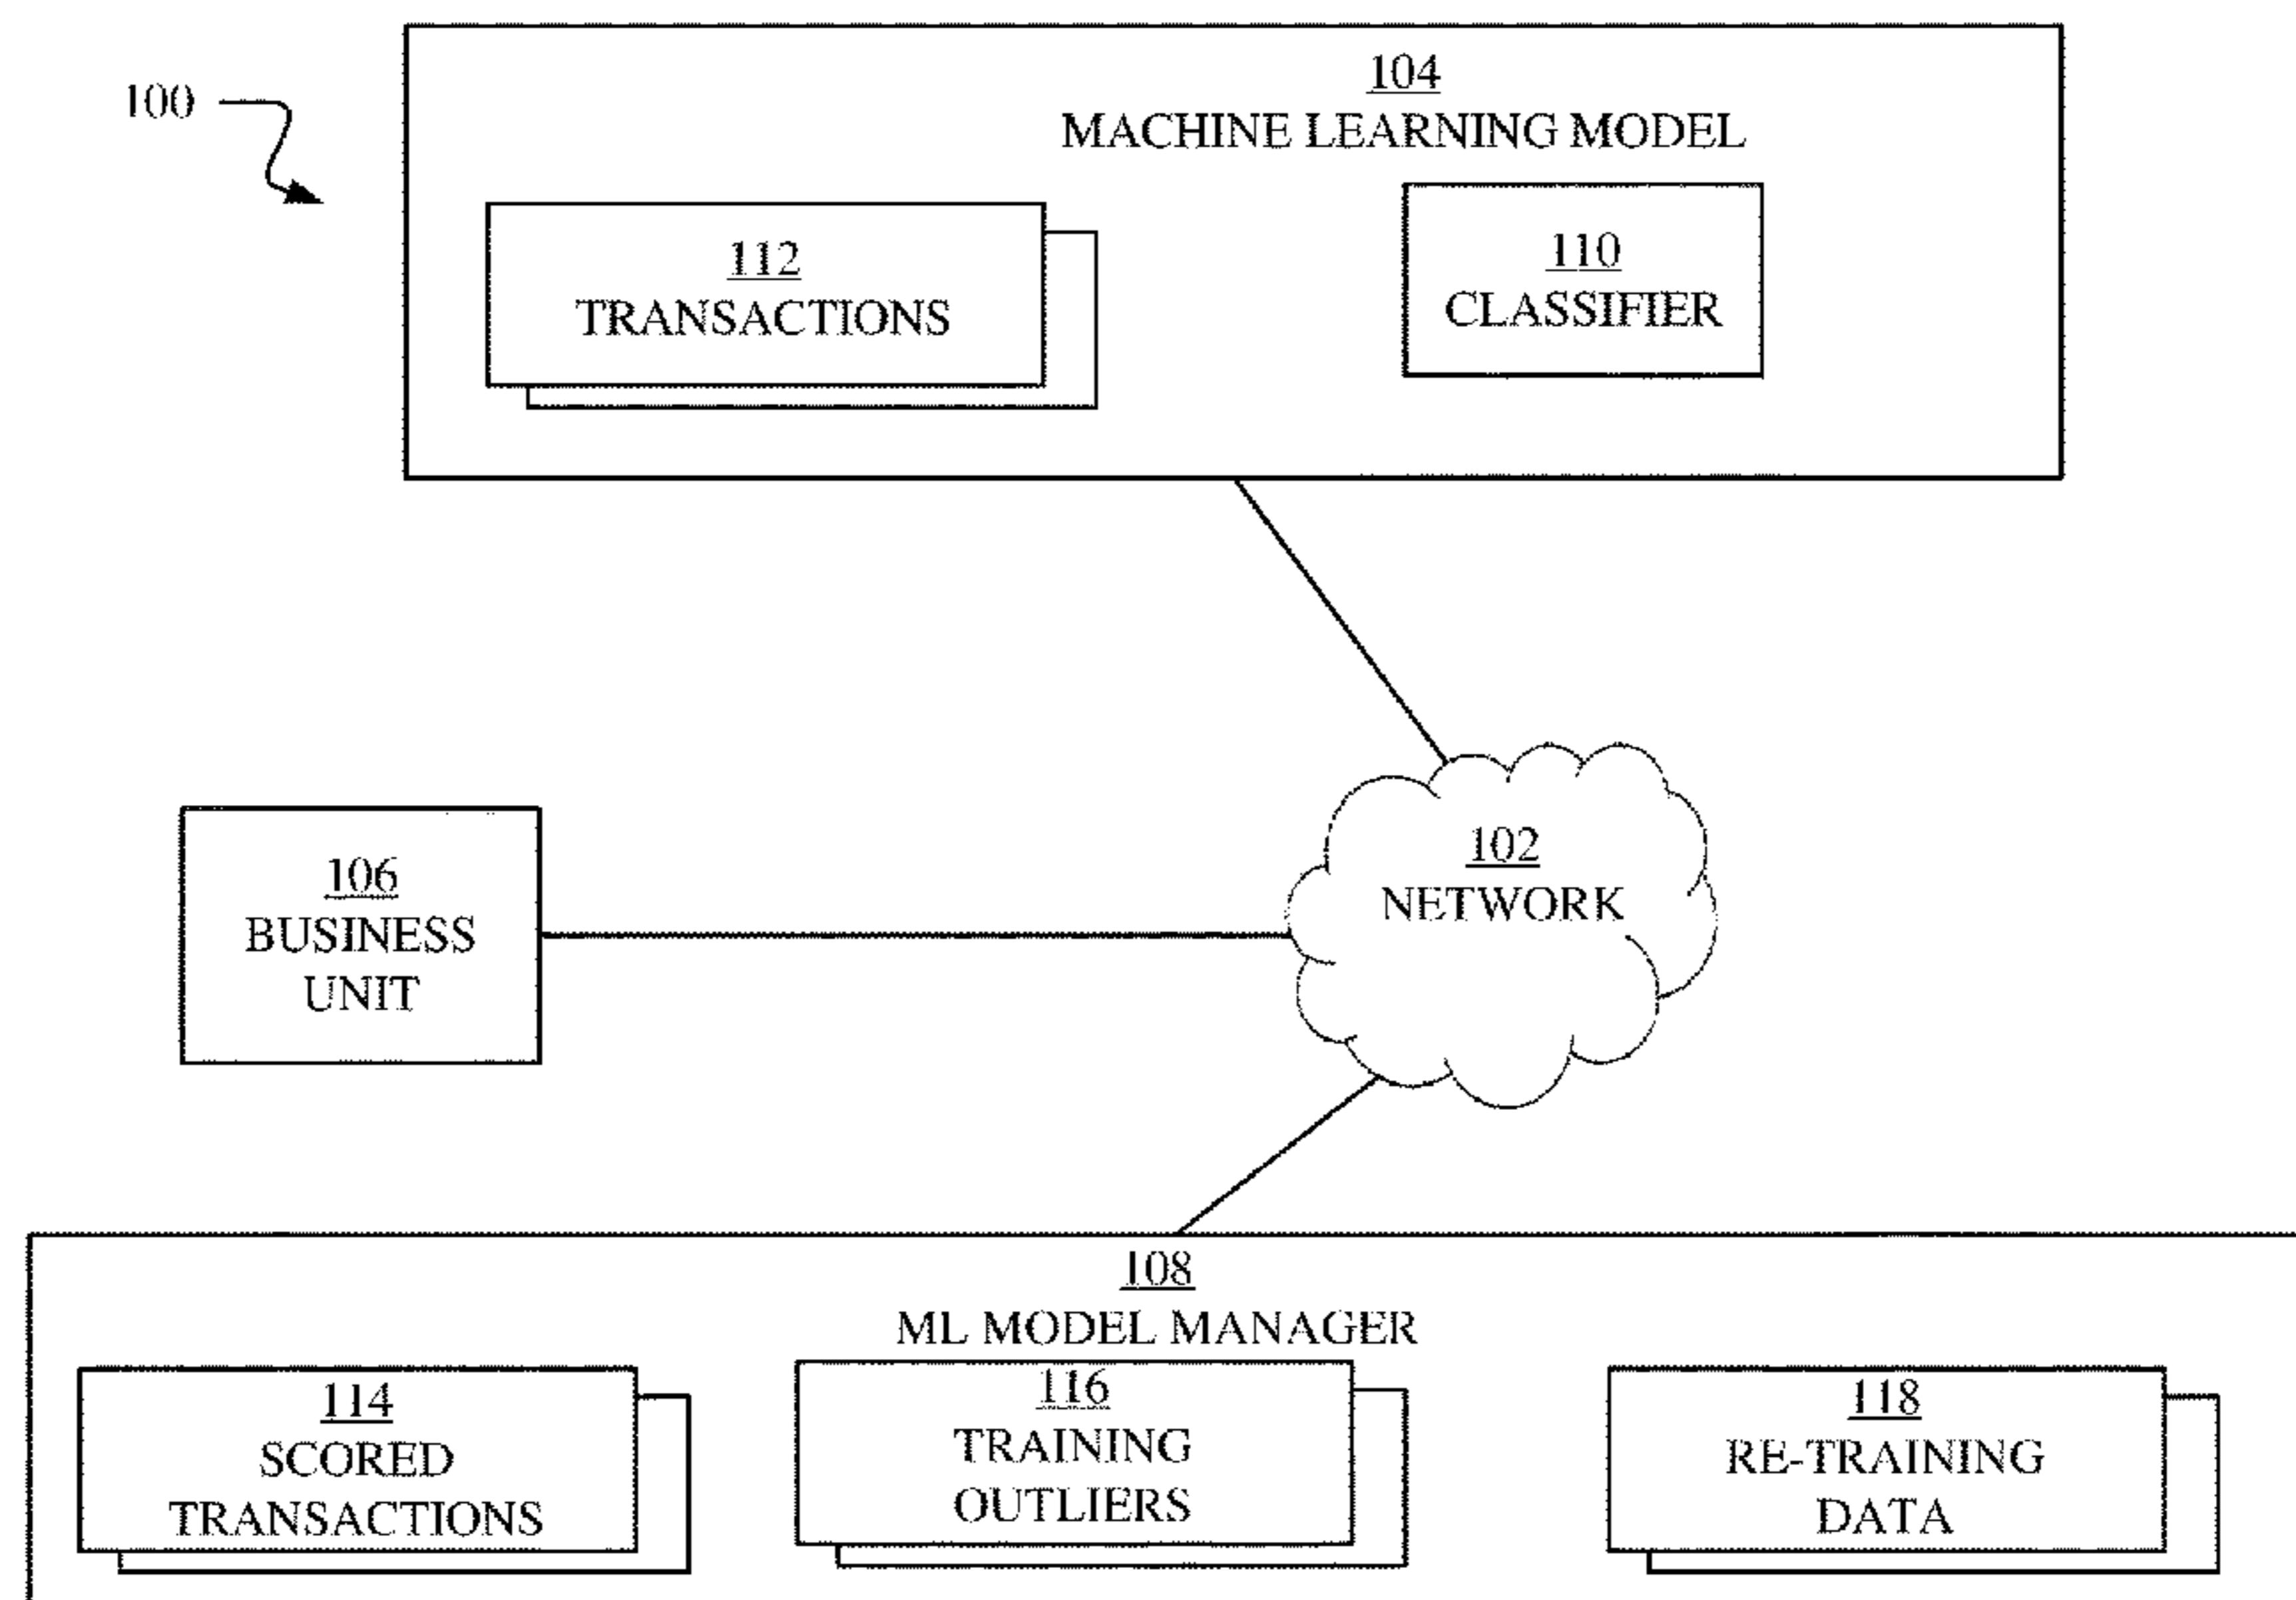 100
104
MACHINE LEARNING MODEL
112
TRANSACTIONS
110
CLASSIFIER
106
BUSINESS
UNIT
102
NETWORK
108
ML MODEL MANAGER
114
SCORED
TRANSACTIONS
116
TRAINING
OUTLIERS
118
RE-TRAINING
DATA